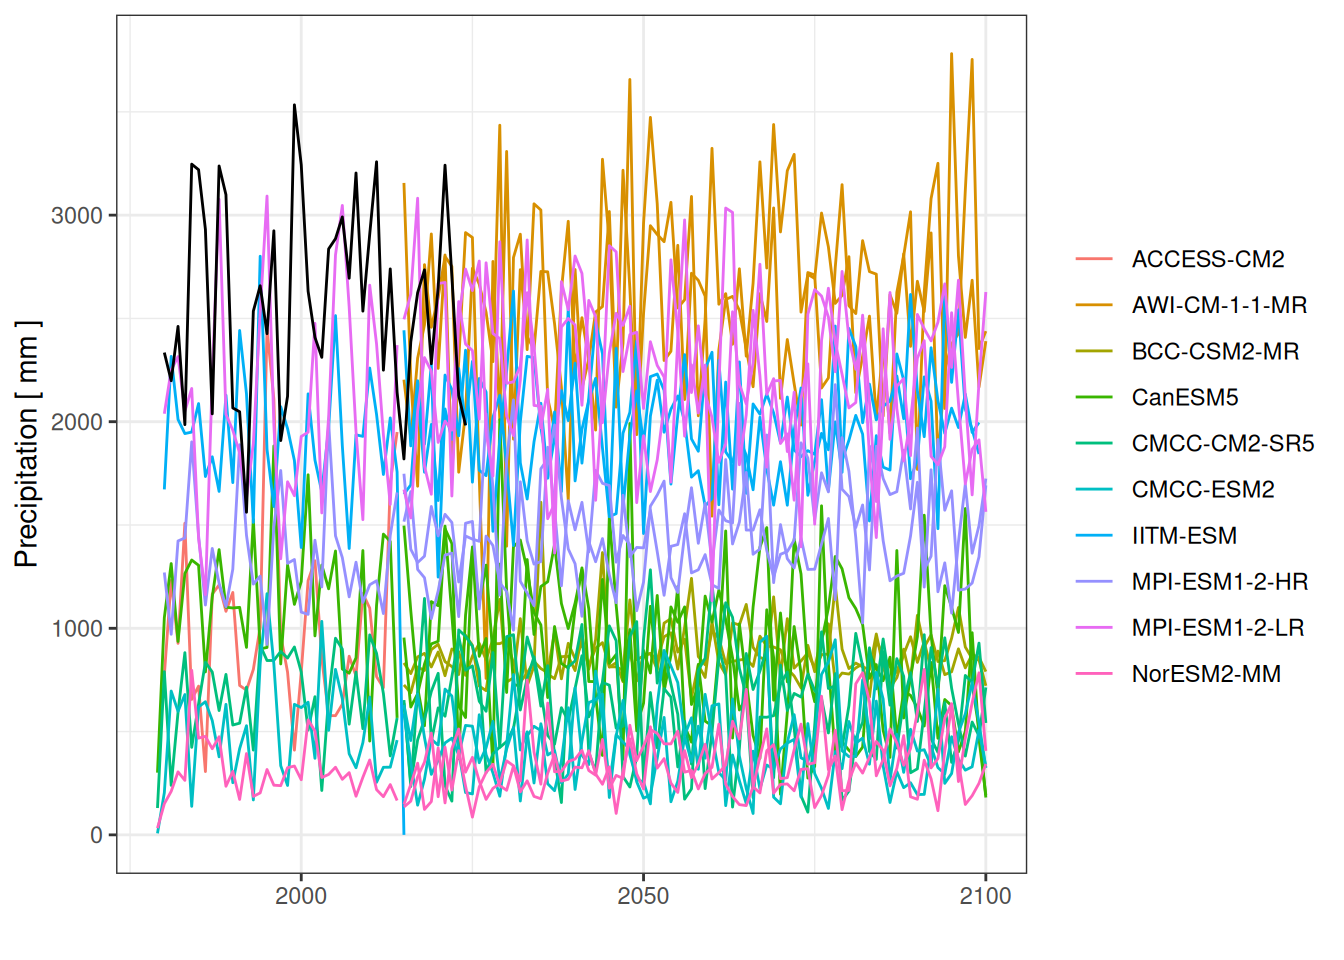 Precipitation [ mm ]
3000
2000
1000
0
2000
2050
2100
ACCESS-CM2
AWI-CM-1-1-MR
BCC-CSM2-MR
CanESM5
CMCC-CM2-SR5
CMCC-ESM2
IITM-ESM
MPI-ESM1-2-HR
MPI-ESM1-2-LR
NorESM2-MM